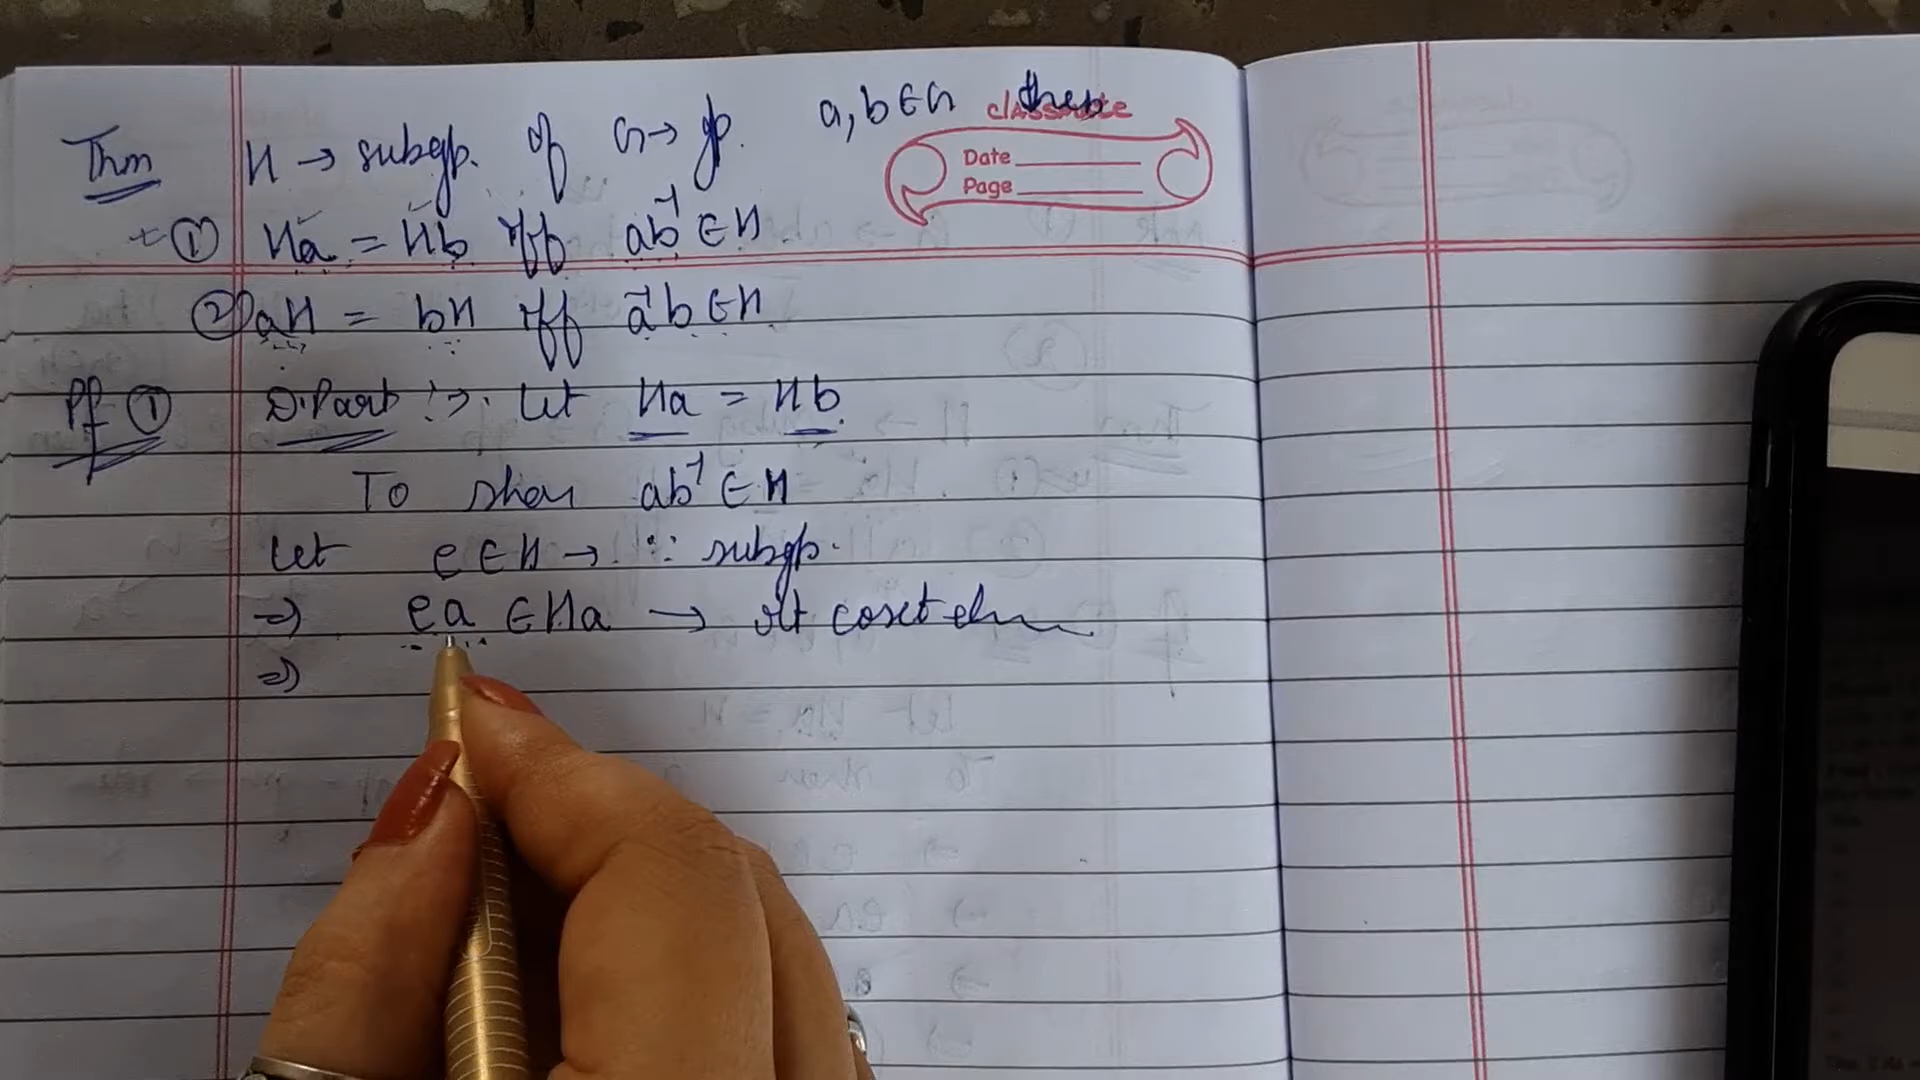 Thm H → subgp. of G → gp. a, b ∈ G then
classmate
Date
Page
① Ha = Hb iff ab⁻¹ ∈ H
② aH = bH iff a⁻¹b ∈ H
Pf ① D.Part :→. Let Ha = Hb.
To show ab⁻¹ ∈ H
Let e ∈ H → ∵ subgp.
⇒ ea ∈ Ha → rt coset elm
⇒